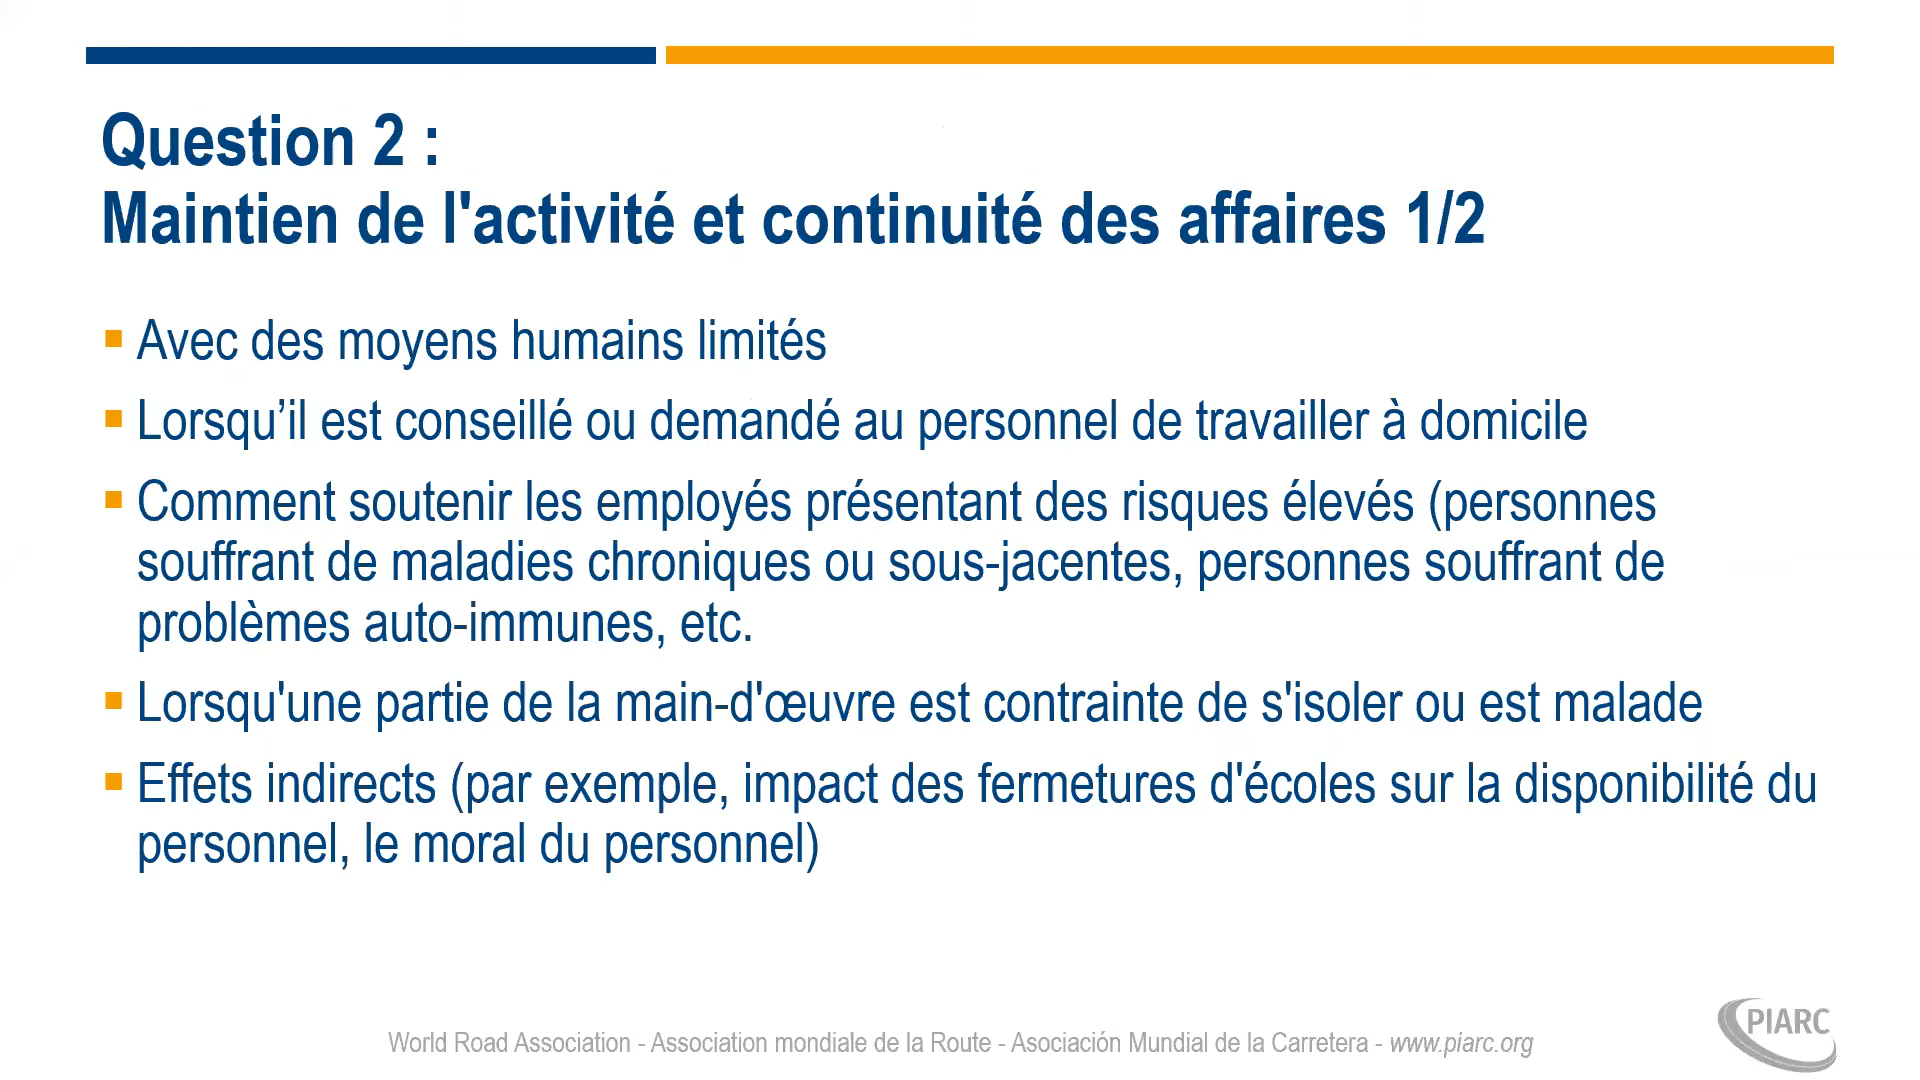 Question 2 :
Maintien de l'activité et continuité des affaires 1/2
Avec des moyens humains limités
Lorsqu’il est conseillé ou demandé au personnel de travailler à domicile
Comment soutenir les employés présentant des risques élevés (personnes
souffrant de maladies chroniques ou sous-jacentes, personnes souffrant de
problèmes auto-immunes, etc.
Lorsqu'une partie de la main-d'œuvre est contrainte de s'isoler ou est malade
Effets indirects (par exemple, impact des fermetures d'écoles sur la disponibilité du
personnel, le moral du personnel)
World Road Association - Association mondiale de la Route - Asociación Mundial de la Carretera - www.piarc.org
PIARC